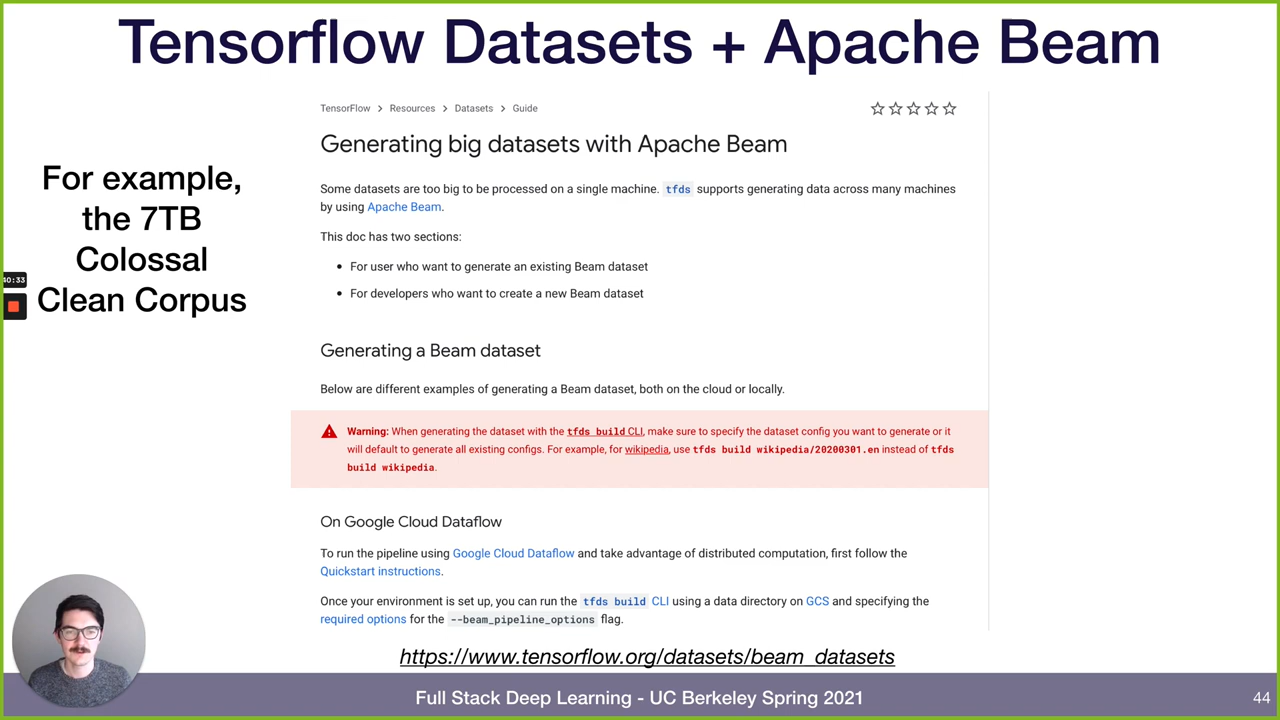 Tensorflow Datasets + Apache Beam
For example,
the 7TB
Colossal
Clean Corpus
40:33
TensorFlow > Resources > Datasets > Guide
Generating big datasets with Apache Beam
Some datasets are too big to be processed on a single machine. tfds supports generating data across many machines
by using Apache Beam.
This doc has two sections:
• For user who want to generate an existing Beam dataset
• For developers who want to create a new Beam dataset
Generating a Beam dataset
Below are different examples of generating a Beam dataset, both on the cloud or locally.
Warning: When generating the dataset with the tfds build CLI, make sure to specify the dataset config you want to generate or it
will default to generate all existing configs. For example, for wikipedia, use tfds build wikipedia/20200301.en instead of tfds
build wikipedia.
On Google Cloud Dataflow
To run the pipeline using Google Cloud Dataflow and take advantage of distributed computation, first follow the
Quickstart instructions.
Once your environment is set up, you can run the tfds build CLI using a data directory on GCS and specifying the
required options for the --beam_pipeline_options flag.
https://www.tensorflow.org/datasets/beam_datasets
Full Stack Deep Learning - UC Berkeley Spring 2021
44